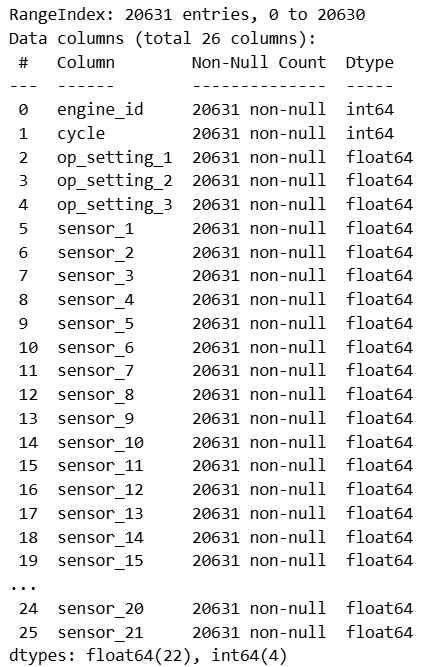 RangeIndex: 20631 entries, 0 to 20630
Data columns (total 26 columns):
 #   Column        Non-Null Count  Dtype
---  ------        --------------  -----
 0   engine_id     20631 non-null  int64
 1   cycle         20631 non-null  int64
 2   op_setting_1  20631 non-null  float64
 3   op_setting_2  20631 non-null  float64
 4   op_setting_3  20631 non-null  float64
 5   sensor_1      20631 non-null  float64
 6   sensor_2      20631 non-null  float64
 7   sensor_3      20631 non-null  float64
 8   sensor_4      20631 non-null  float64
 9   sensor_5      20631 non-null  float64
 10  sensor_6      20631 non-null  float64
 11  sensor_7      20631 non-null  float64
 12  sensor_8      20631 non-null  float64
 13  sensor_9      20631 non-null  float64
 14  sensor_10     20631 non-null  float64
 15  sensor_11     20631 non-null  float64
 16  sensor_12     20631 non-null  float64
 17  sensor_13     20631 non-null  float64
 18  sensor_14     20631 non-null  float64
 19  sensor_15     20631 non-null  float64
...
 24  sensor_20     20631 non-null  float64
 25  sensor_21     20631 non-null  float64
dtypes: float64(22), int64(4)